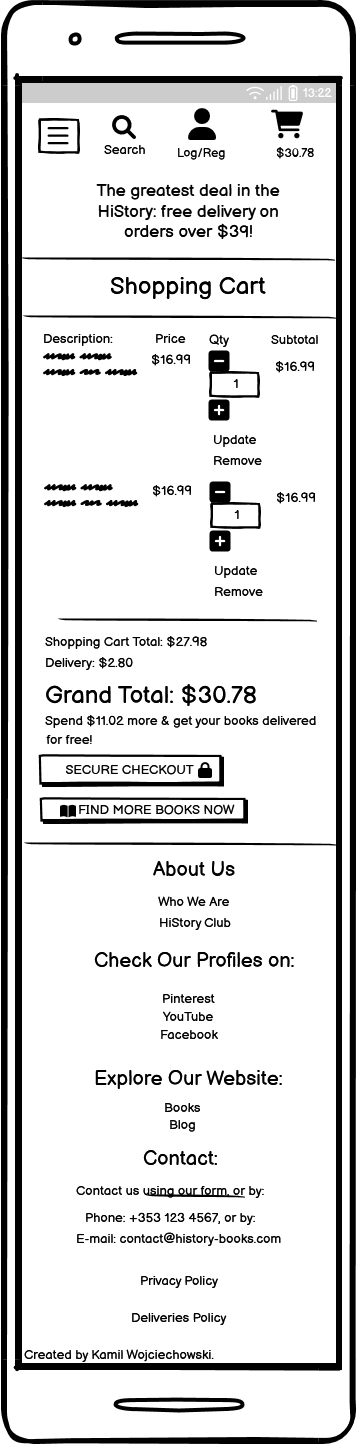 13:22
Search
Log/Reg
$30.78
The greatest deal in the
HiStory: free delivery on
orders over $39!
Shopping Cart
Description: Price Qty Subtotal
$16.99 $16.99
1
Update
Remove
$16.99 $16.99
1
Update
Remove
Shopping Cart Total: $27.98
Delivery: $2.80
Grand Total: $30.78
Spend $11.02 more & get your books delivered
for free!
SECURE CHECKOUT
FIND MORE BOOKS NOW
About Us
Who We Are
HiStory Club
Check Our Profiles on:
Pinterest
YouTube
Facebook
Explore Our Website:
Books
Blog
Contact:
Contact us using our form, or by:
Phone: +353 123 4567, or by:
E-mail: contact@history-books.com
Privacy Policy
Deliveries Policy
Created by Kamil Wojciechowski.